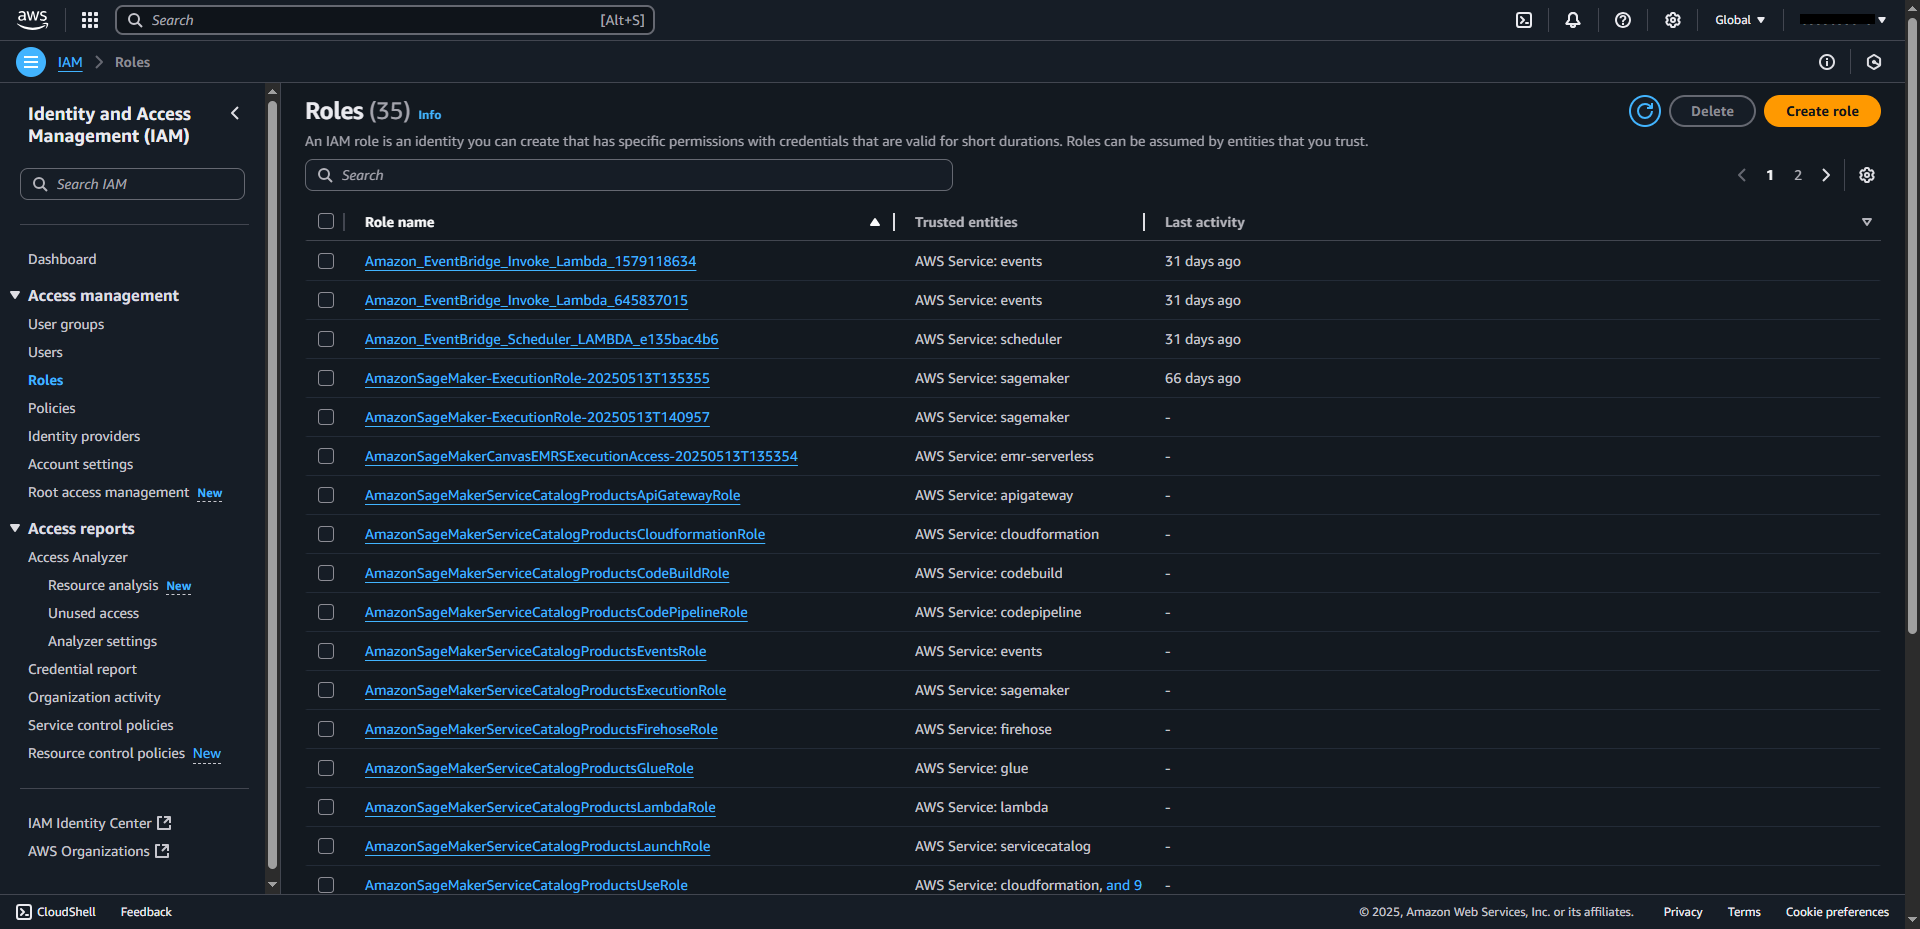 aws
Search [Alt+S]
Global
IAM > Roles
Identity and Access
Management (IAM)
Search IAM
Dashboard
Access management
User groups
Users
Roles
Policies
Identity providers
Account settings
Root access management New
Access reports
Access Analyzer
Resource analysis New
Unused access
Analyzer settings
Credential report
Organization activity
Service control policies
Resource control policies New
IAM Identity Center
AWS Organizations
Roles (35) Info
Delete
Create role
An IAM role is an identity you can create that has specific permissions with credentials that are valid for short durations. Roles can be assumed by entities that you trust.
Search
1 2
Role name Trusted entities Last activity
Amazon_EventBridge_Invoke_Lambda_1579118634 AWS Service: events 31 days ago
Amazon_EventBridge_Invoke_Lambda_645837015 AWS Service: events 31 days ago
Amazon_EventBridge_Scheduler_LAMBDA_e135bac4b6 AWS Service: scheduler 31 days ago
AmazonSageMaker-ExecutionRole-20250513T135355 AWS Service: sagemaker 66 days ago
AmazonSageMaker-ExecutionRole-20250513T140957 AWS Service: sagemaker -
AmazonSageMakerCanvasEMRSExecutionAccess-20250513T135354 AWS Service: emr-serverless -
AmazonSageMakerServiceCatalogProductsApiGatewayRole AWS Service: apigateway -
AmazonSageMakerServiceCatalogProductsCloudformationRole AWS Service: cloudformation -
AmazonSageMakerServiceCatalogProductsCodeBuildRole AWS Service: codebuild -
AmazonSageMakerServiceCatalogProductsCodePipelineRole AWS Service: codepipeline -
AmazonSageMakerServiceCatalogProductsEventsRole AWS Service: events -
AmazonSageMakerServiceCatalogProductsExecutionRole AWS Service: sagemaker -
AmazonSageMakerServiceCatalogProductsFirehoseRole AWS Service: firehose -
AmazonSageMakerServiceCatalogProductsGlueRole AWS Service: glue -
AmazonSageMakerServiceCatalogProductsLambdaRole AWS Service: lambda -
AmazonSageMakerServiceCatalogProductsLaunchRole AWS Service: servicecatalog -
AmazonSageMakerServiceCatalogProductsUseRole AWS Service: cloudformation, and 9 -
CloudShell Feedback © 2025, Amazon Web Services, Inc. or its affiliates. Privacy Terms Cookie preferences